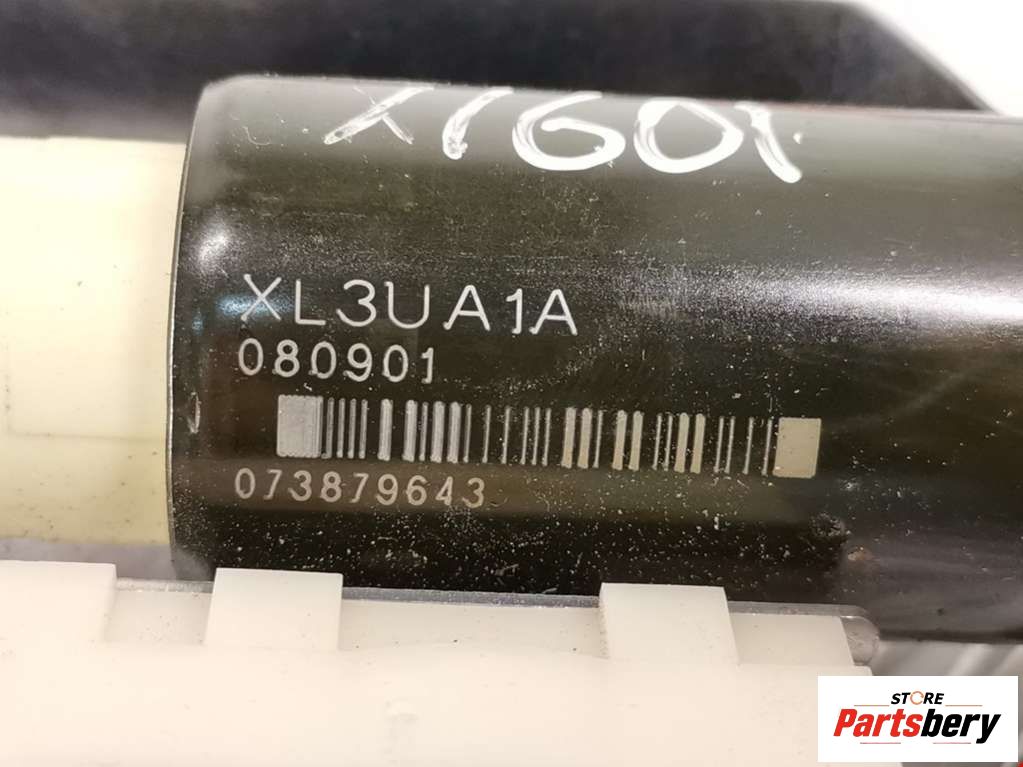 X1601
XL3UA1A
080901
073879643
STORE
Partsbery